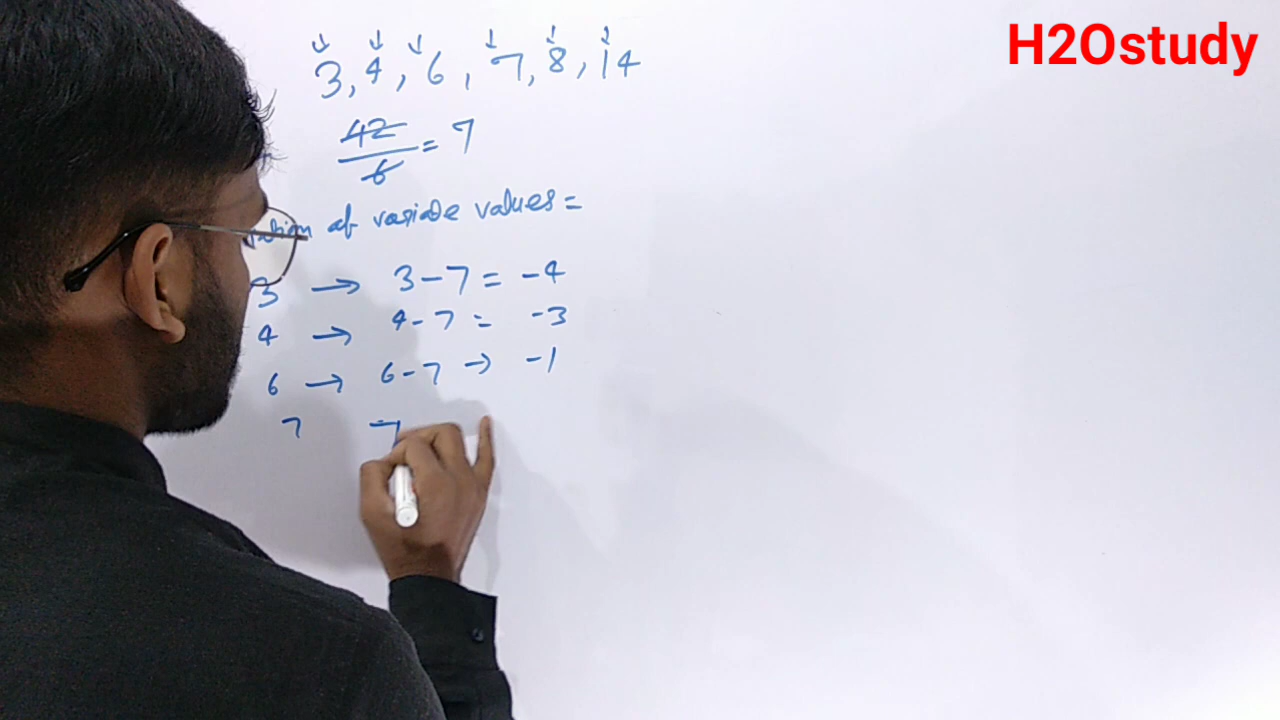 H2Ostudy
3, 4, 6, 7, 8, 14
42
6
= 7
of variate values =
3 → 3-7 = -4
4 → 4-7 = -3
6 → 6-7 → -1
7 7